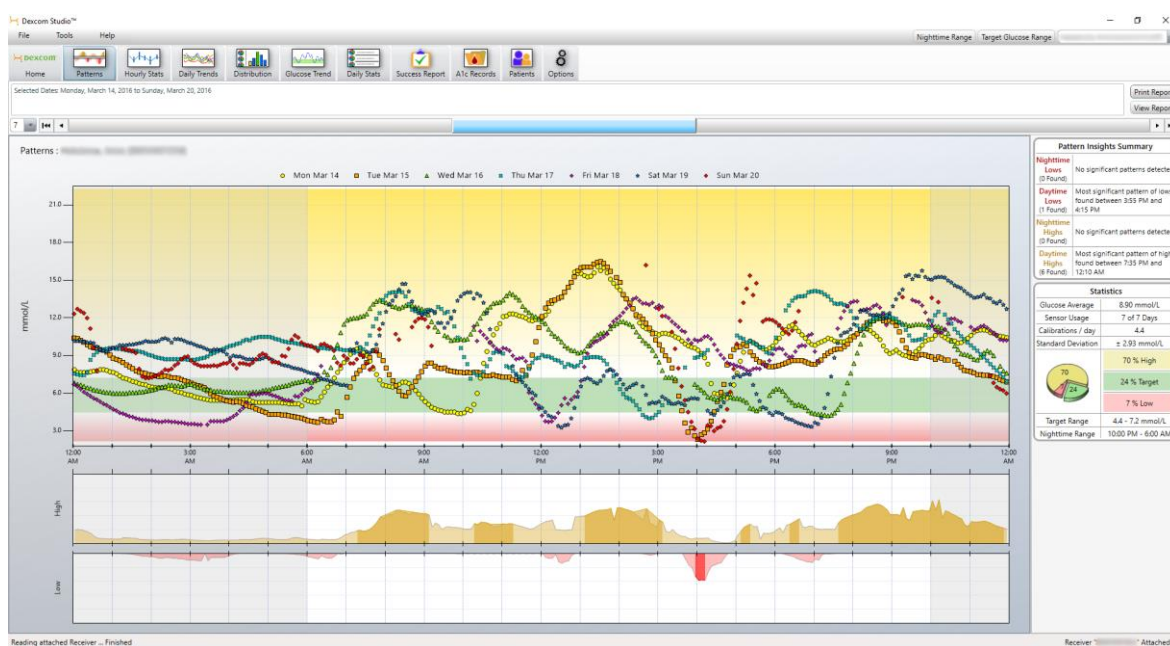 Dexcom Studio™
File Tools Help
Nighttime Range Target Glucose Range
DEXCOM
Home Patterns Hourly Stats Daily Trends Distribution Glucose Trend Daily Stats Success Report A1c Records Patients Options
Selected Dates: Monday, March 14, 2016 to Sunday, March 20, 2016
Print Repor
View Repor
7
Patterns :
Mon Mar 14 Tue Mar 15 Wed Mar 16 Thu Mar 17 Fri Mar 18 Sat Mar 19 Sun Mar 20
21.0
18.0
15.0
12.0
9.0
6.0
3.0
mmol/L
12:00 AM 3:00 AM 6:00 AM 9:00 AM 12:00 PM 3:00 PM 6:00 PM 9:00 PM 12:00 AM
High
Low
Pattern Insights Summary
Nighttime Lows (0 Found) No significant patterns detecte
Daytime Lows (1 Found) Most significant pattern of low found between 3:55 PM and 4:15 PM
Nighttime Highs (0 Found) No significant patterns detecte
Daytime Highs (6 Found) Most significant pattern of high found between 7:35 PM and 12:10 AM
Statistics
Glucose Average 8.90 mmol/L
Sensor Usage 7 of 7 Days
Calibrations / day 4.4
Standard Deviation ± 2.93 mmol/L
70
24
70 % High
24 % Target
7 % Low
Target Range 4.4 - 7.2 mmol/L
Nighttime Range 10:00 PM - 6:00 AM
Reading attached Receiver ... Finished
Receiver " " Attached